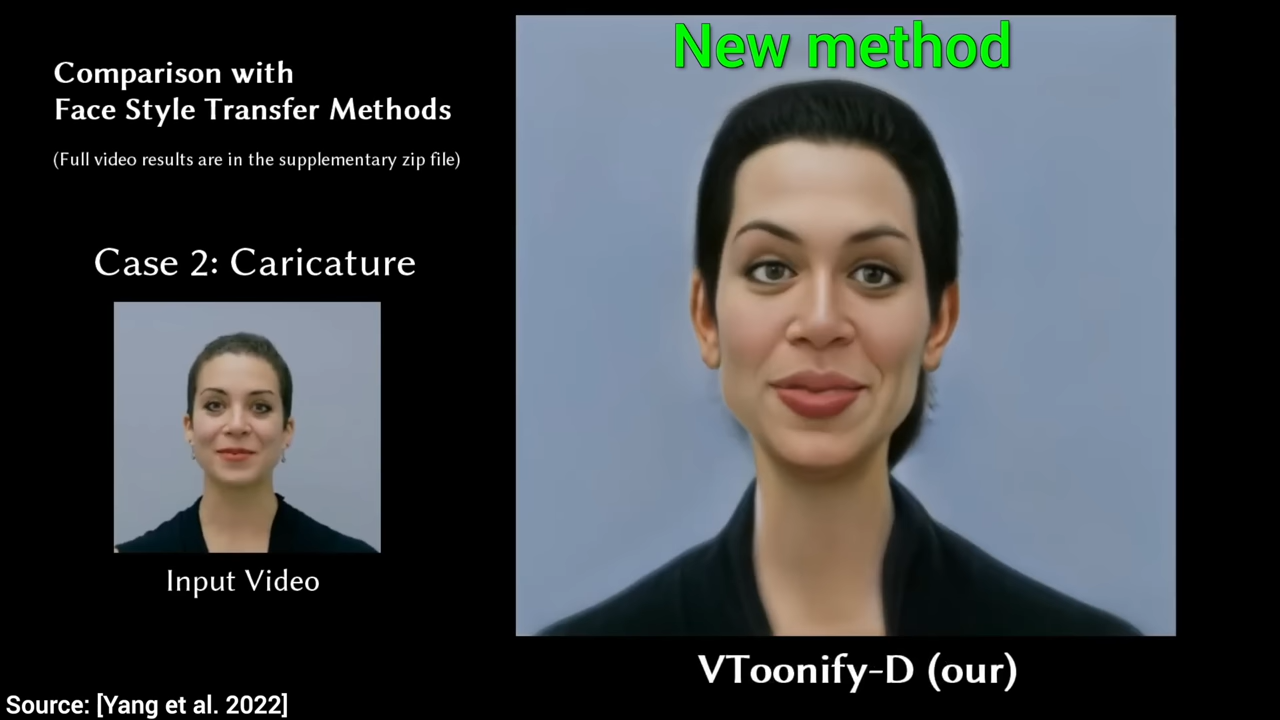 Comparison with
Face Style Transfer Methods
(Full video results are in the supplementary zip file)
Case 2: Caricature
Input Video
New method
VToonify-D (our)
Source: [Yang et al. 2022]